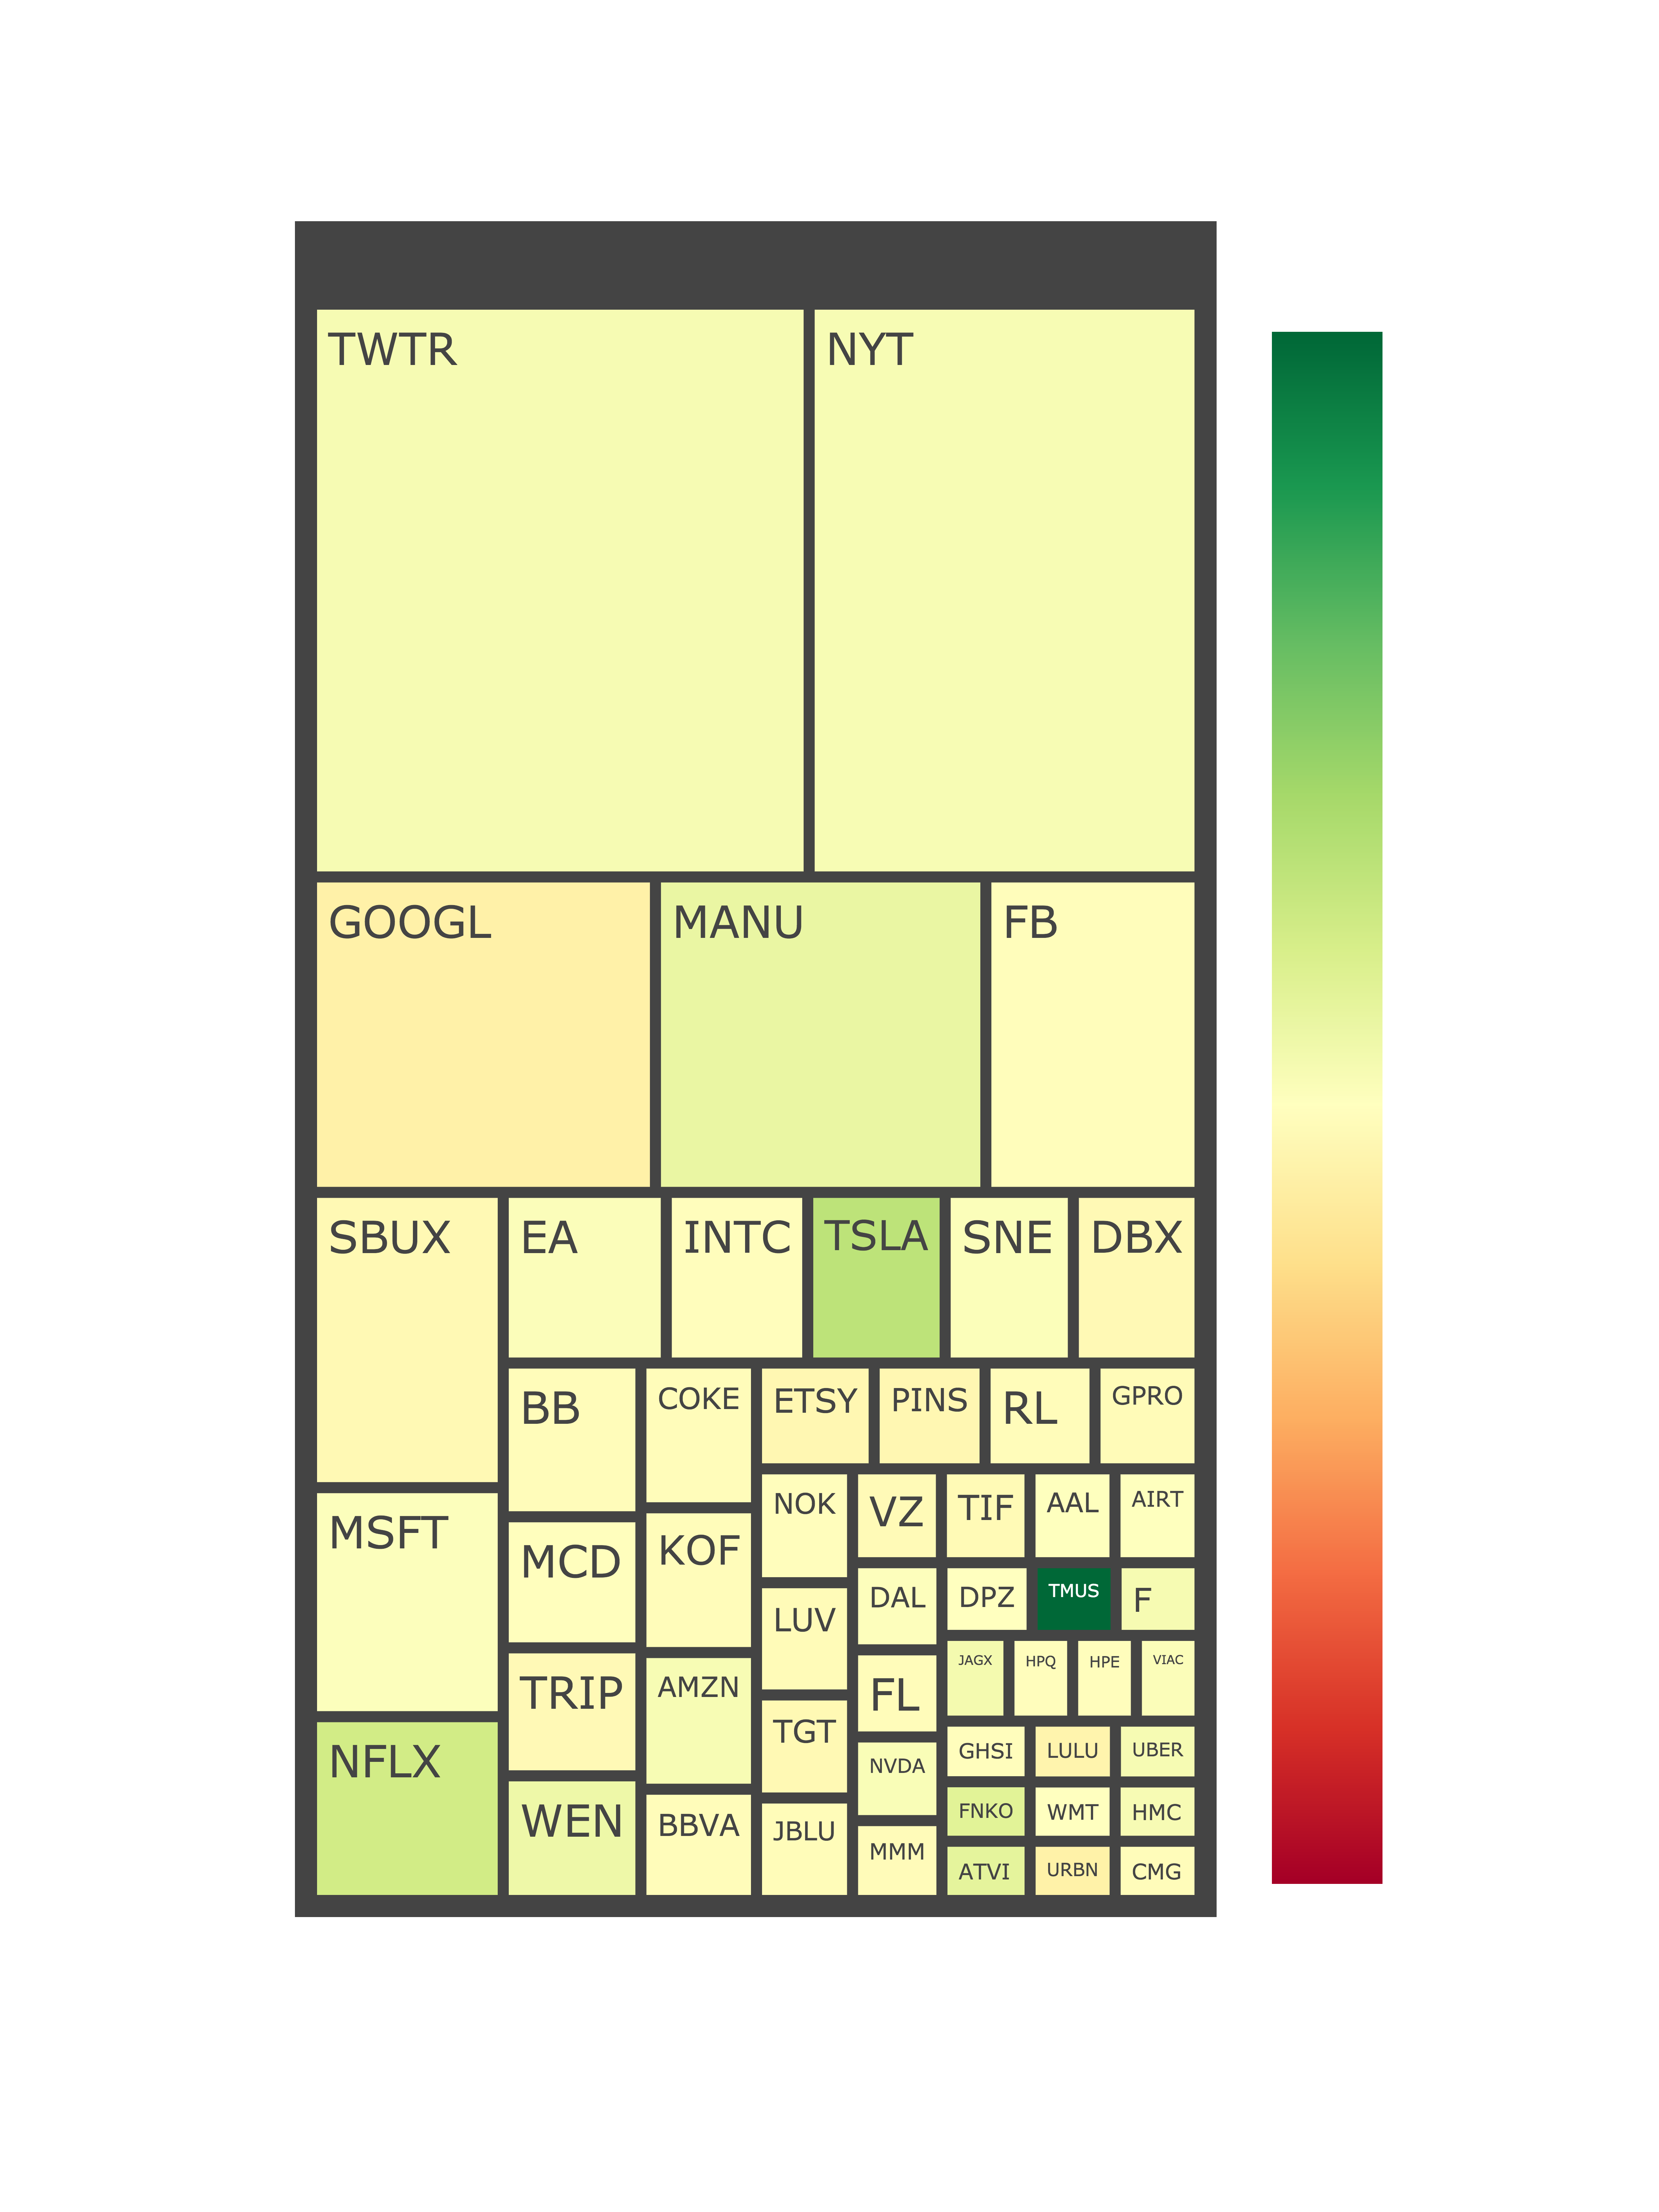 TWTR
NYT
GOOGL
MANU
FB
SBUX
EA
INTC
TSLA
SNE
DBX
MSFT
NFLX
BB
COKE
ETSY
PINS
RL
GPRO
MCD
KOF
TRIP
AMZN
WEN
BBVA
NOK
VZ
TIF
AAL
AIRT
LUV
DAL
DPZ
TMUS
F
TGT
FL
JAGX
HPQ
HPE
VIAC
JBLU
NVDA
GHSI
LULU
UBER
MMM
FNKO
WMT
HMC
ATVI
URBN
CMG